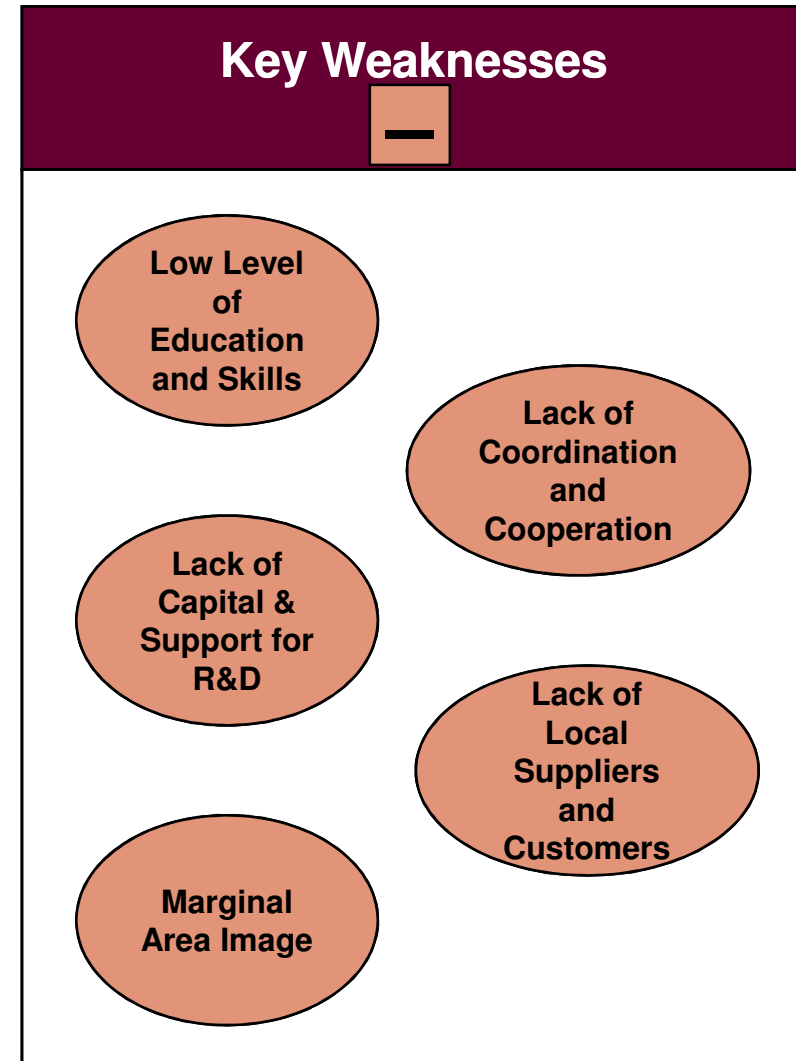 Key Weaknesses
–
Low Level
of
Education
and Skills
Lack of
Coordination
and
Cooperation
Lack of
Capital &
Support for
R&D
Lack of
Local
Suppliers
and
Customers
Marginal
Area Image